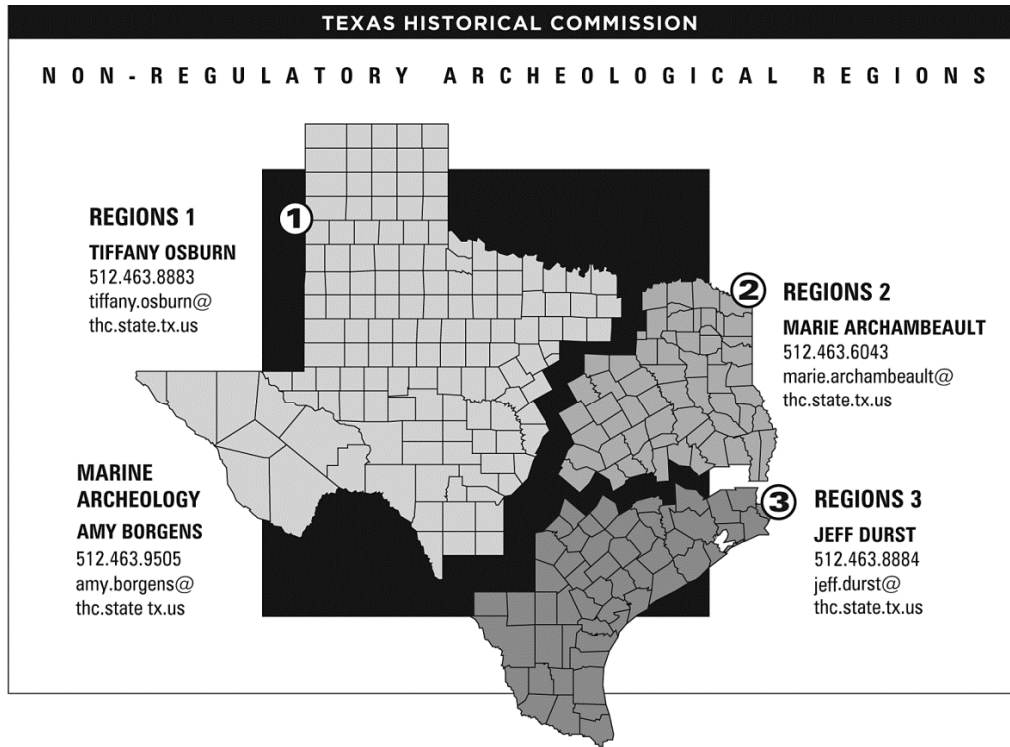 TEXAS HISTORICAL COMMISSION
NON-REGULATORY ARCHEOLOGICAL REGIONS
1
REGIONS 1
TIFFANY OSBURN
512.463.8883
tiffany.osburn@
thc.state.tx.us
2
REGIONS 2
MARIE ARCHAMBEAULT
512.463.6043
marie.archambeault@
thc.state.tx.us
MARINE
ARCHEOLOGY
AMY BORGENS
512.463.9505
amy.borgens@
thc.state tx.us
3
REGIONS 3
JEFF DURST
512.463.8884
jeff.durst@
thc.state.tx.us